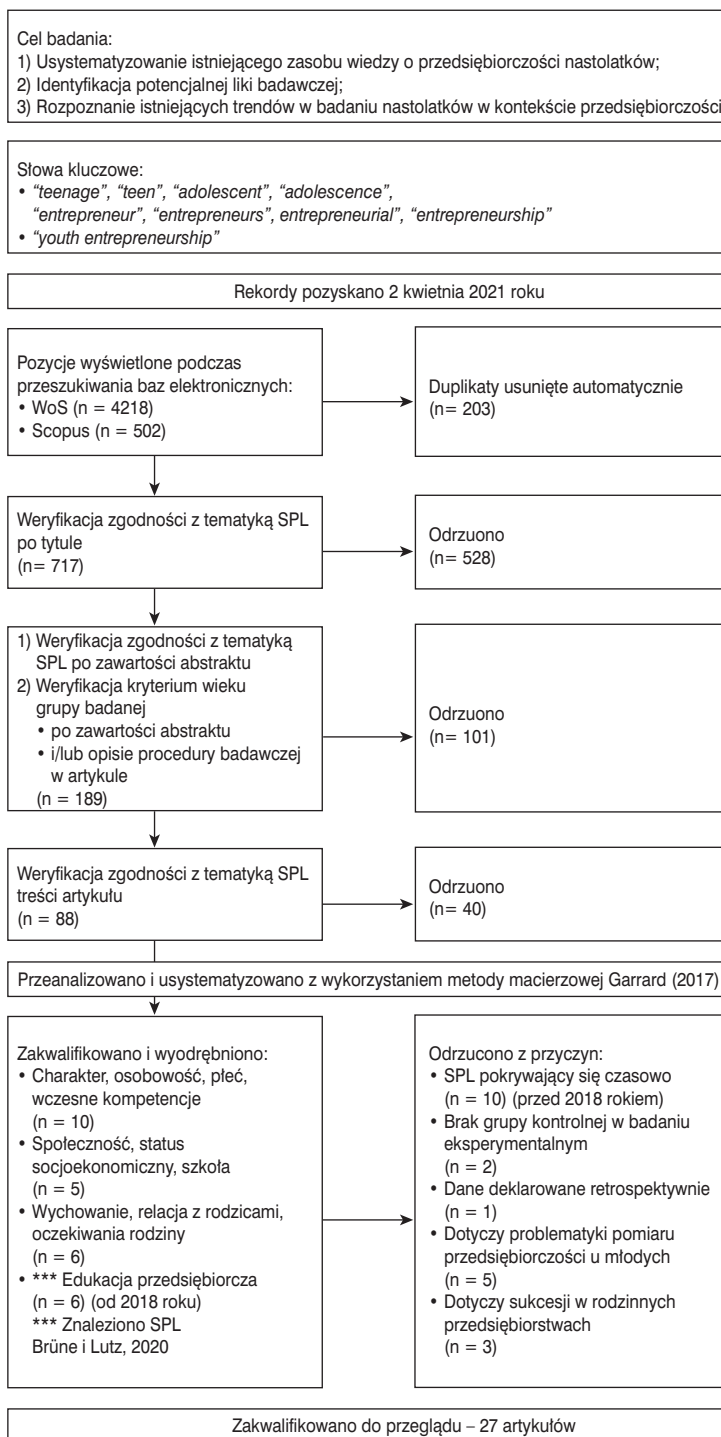 Cel badania:
1) Usystematyzowanie istniejącego zasobu wiedzy o przedsiębiorczości nastolatków;
2) Identyfikacja potencjalnej liki badawczej;
3) Rozpoznanie istniejących trendów w badaniu nastolatków w kontekście przedsiębiorczości
Słowa kluczowe:
• “teenage”, “teen”, “adolescent”, “adolescence”,
“entrepreneur”, “entrepreneurs”, entrepreneurial”, “entrepreneurship”
• “youth entrepreneurship”
Rekordy pozyskano 2 kwietnia 2021 roku
Pozycje wyświetlone podczas
przeszukiwania baz elektronicznych:
• WoS (n = 4218)
• Scopus (n = 502)
Duplikaty usunięte automatycznie
(n= 203)
Weryfikacja zgodności z tematyką SPL
po tytule
(n= 717)
Odrzuono
(n= 528)
1) Weryfikacja zgodności z tematyką
SPL po zawartości abstraktu
2) Weryfikacja kryterium wieku
grupy badanej
• po zawartości abstraktu
• i/lub opisie procedury badawczej
w artykule
(n = 189)
Odrzuono
(n= 101)
Weryfikacja zgodności z tematyką SPL
treści artykułu
(n = 88)
Odrzuono
(n= 40)
Przeanalizowano i usystematyzowano z wykorzystaniem metody macierzowej Garrard (2017)
Zakwalifikowano i wyodrębniono:
• Charakter, osobowość, płeć,
wczesne kompetencje
(n = 10)
• Społeczność, status
socjoekonomiczny, szkoła
(n = 5)
• Wychowanie, relacja z rodzicami,
oczekiwania rodziny
(n = 6)
• *** Edukacja przedsiębiorcza
(n = 6) (od 2018 roku)
*** Znaleziono SPL
Brüne i Lutz, 2020
Odrzucono z przyczyn:
• SPL pokrywający się czasowo
(n = 10) (przed 2018 rokiem)
• Brak grupy kontrolnej w badaniu
eksperymentalnym
(n = 2)
• Dane deklarowane retrospektywnie
(n = 1)
• Dotyczy problematyki pomiaru
przedsiębiorczości u młodych
(n = 5)
• Dotyczy sukcesji w rodzinnych
przedsiębiorstwach
(n = 3)
Zakwalifikowano do przeglądu – 27 artykułów